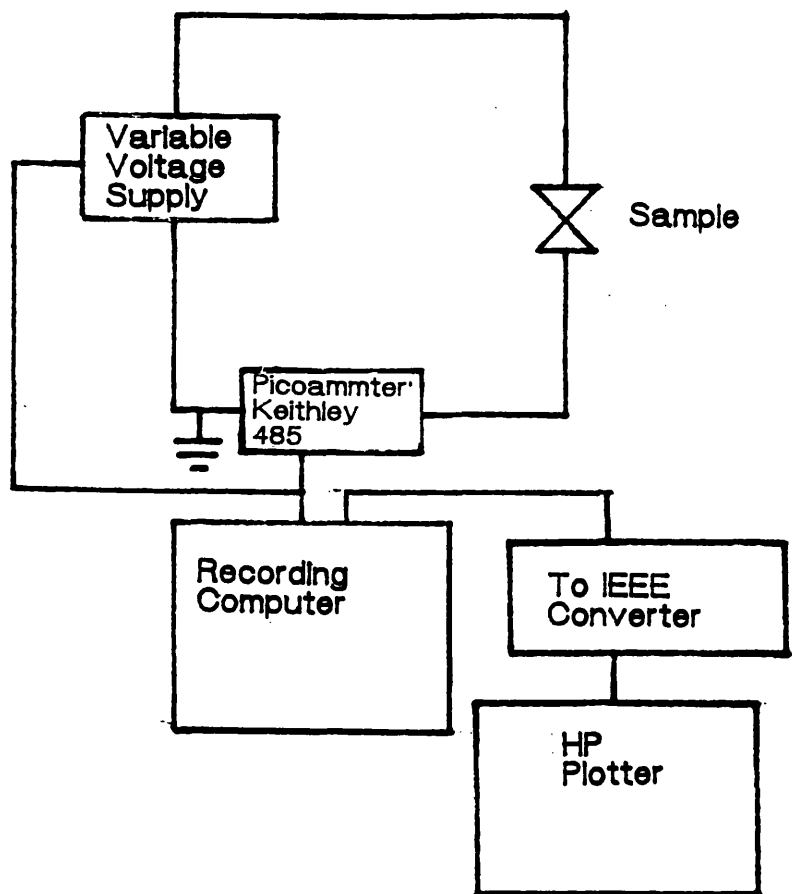 Variable
Voltage
Supply
Sample
Picoammter
Keithley
485
Recording
Computer
To IEEE
Converter
HP
Plotter